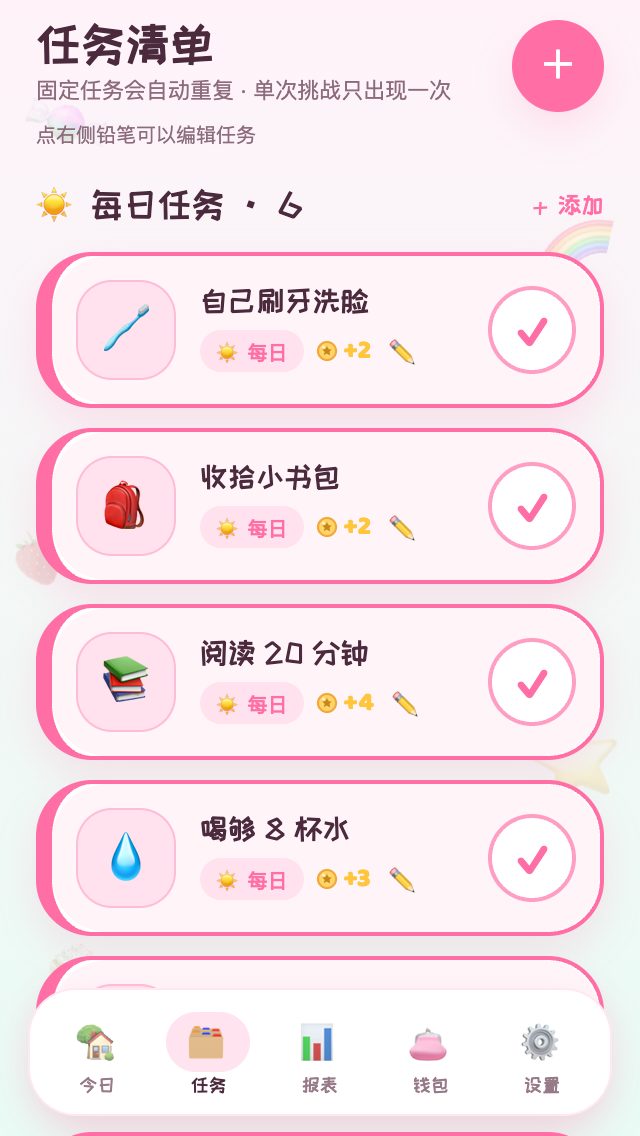 任务清单
固定任务会自动重复 · 单次挑战只出现一次
点右侧铅笔可以编辑任务
每日任务 · 6
+ 添加
自己刷牙洗脸
每日 +2
收拾小书包
每日 +2
阅读 20 分钟
每日 +4
喝够 8 杯水
每日 +3
今日 任务 报表 钱包 设置